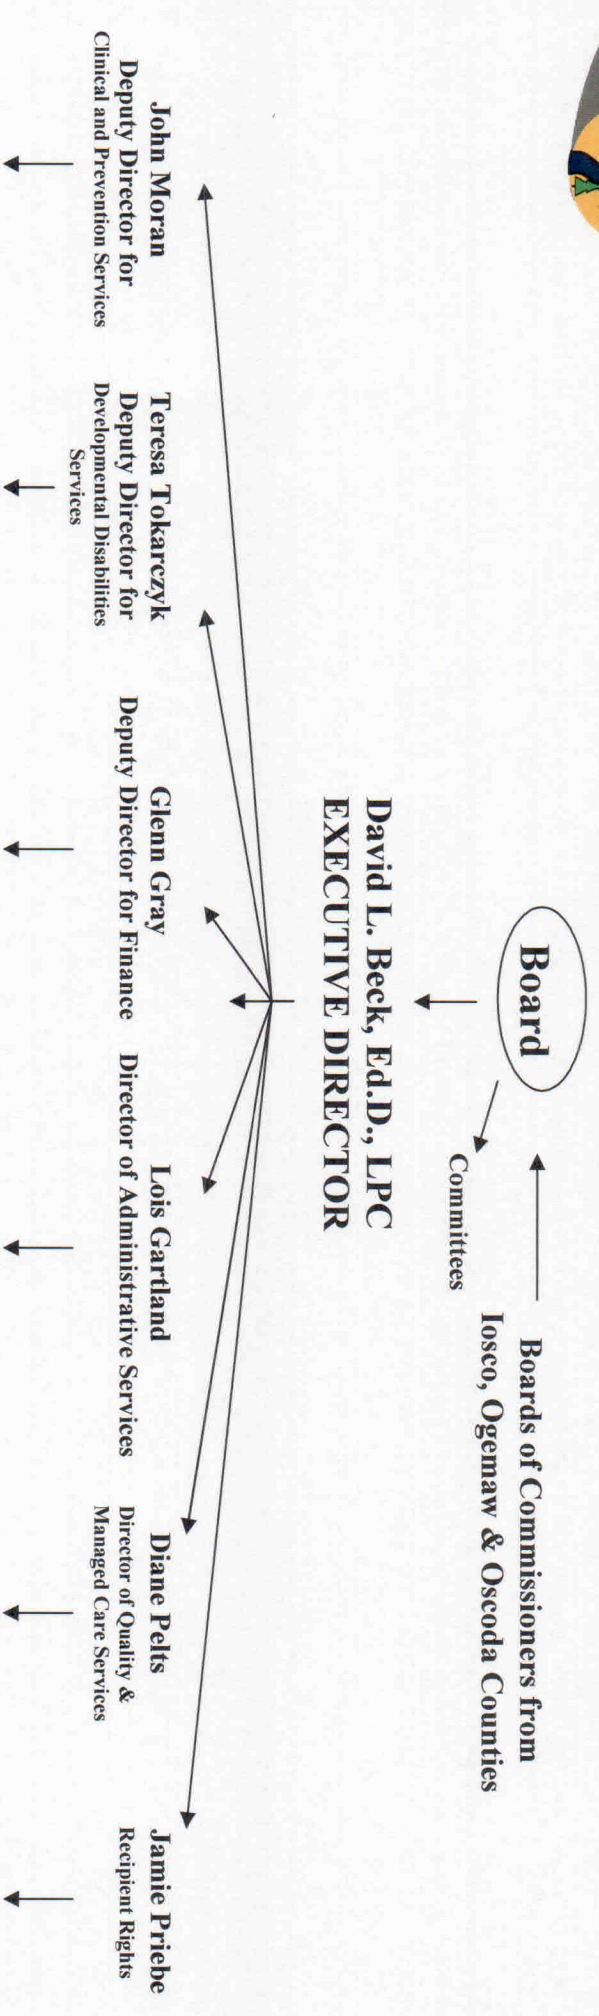 Boards of Commissioners from
Iosco, Ogemaw & Oscoda Counties
Board
Committees
David L. Beck, Ed.D., LPC
EXECUTIVE DIRECTOR
John Moran
Deputy Director for
Clinical and Prevention Services
Teresa Tokarczyk
Deputy Director for
Developmental Disabilities
Services
Glenn Gray
Deputy Director for Finance
Lois Gartland
Director of Administrative Services
Diane Pelts
Director of Quality &
Managed Care Services
Jamie Priebe
Recipient Rights